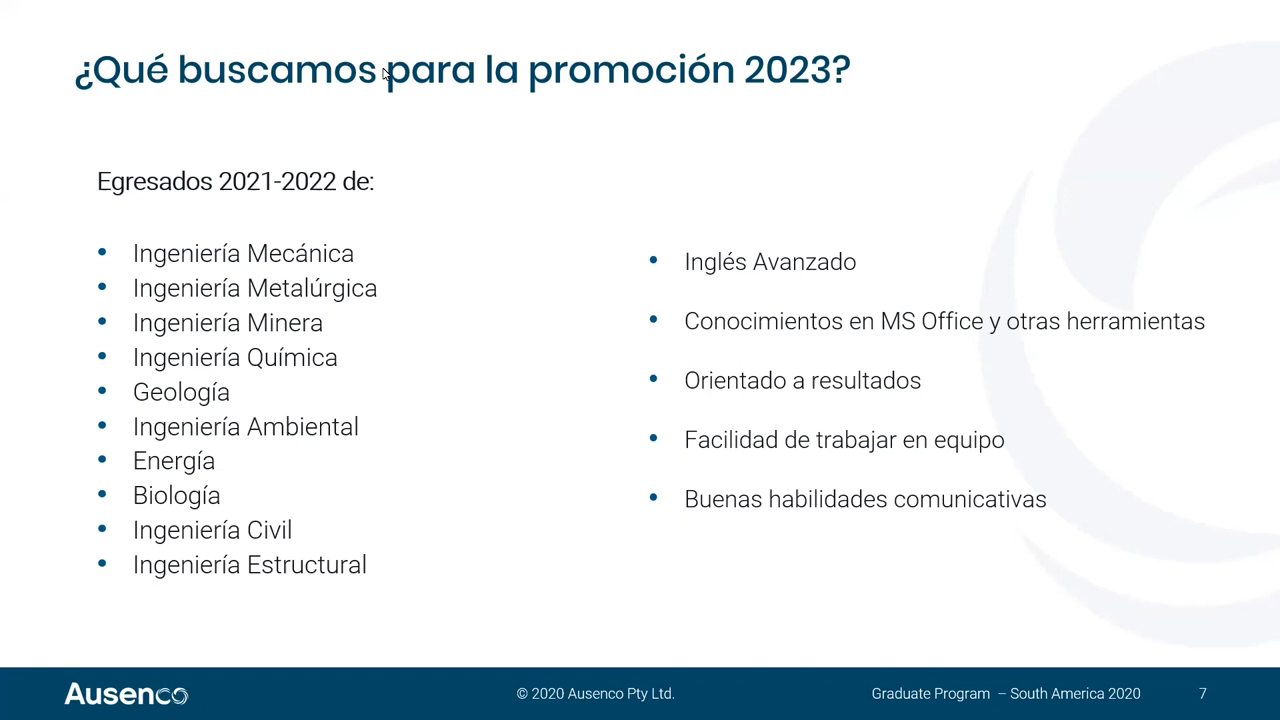 ¿Qué buscamos para la promoción 2023?
Egresados 2021-2022 de:
• Ingeniería Mecánica
• Ingeniería Metalúrgica
• Ingeniería Minera
• Ingeniería Química
• Geología
• Ingeniería Ambiental
• Energía
• Biología
• Ingeniería Civil
• Ingeniería Estructural
• Inglés Avanzado
• Conocimientos en MS Office y otras herramientas
• Orientado a resultados
• Facilidad de trabajar en equipo
• Buenas habilidades comunicativas
Ausenco
© 2020 Ausenco Pty Ltd.
Graduate Program – South America 2020
7